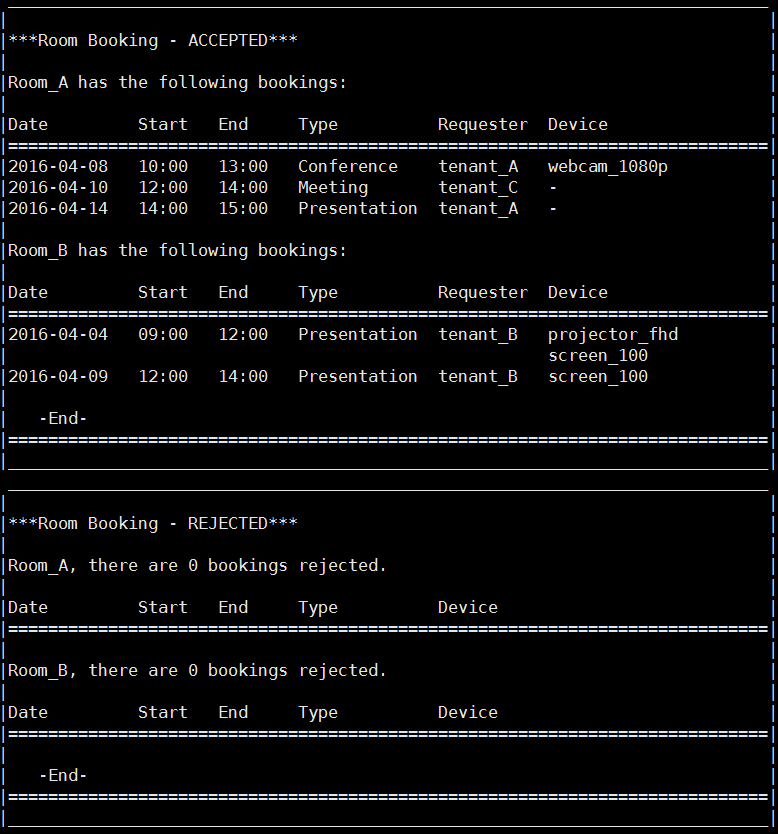 ***Room Booking - ACCEPTED***
Room_A has the following bookings:
Date Start End Type Requester Device
============================================================================
2016-04-08 10:00 13:00 Conference tenant_A webcam_1080p
2016-04-10 12:00 14:00 Meeting tenant_C -
2016-04-14 14:00 15:00 Presentation tenant_A -
Room_B has the following bookings:
Date Start End Type Requester Device
============================================================================
2016-04-04 09:00 12:00 Presentation tenant_B projector_fhd
screen_100
2016-04-09 12:00 14:00 Presentation tenant_B screen_100
-End-
============================================================================
***Room Booking - REJECTED***
Room_A, there are 0 bookings rejected.
Date Start End Type Device
============================================================================
Room_B, there are 0 bookings rejected.
Date Start End Type Device
============================================================================
-End-
============================================================================